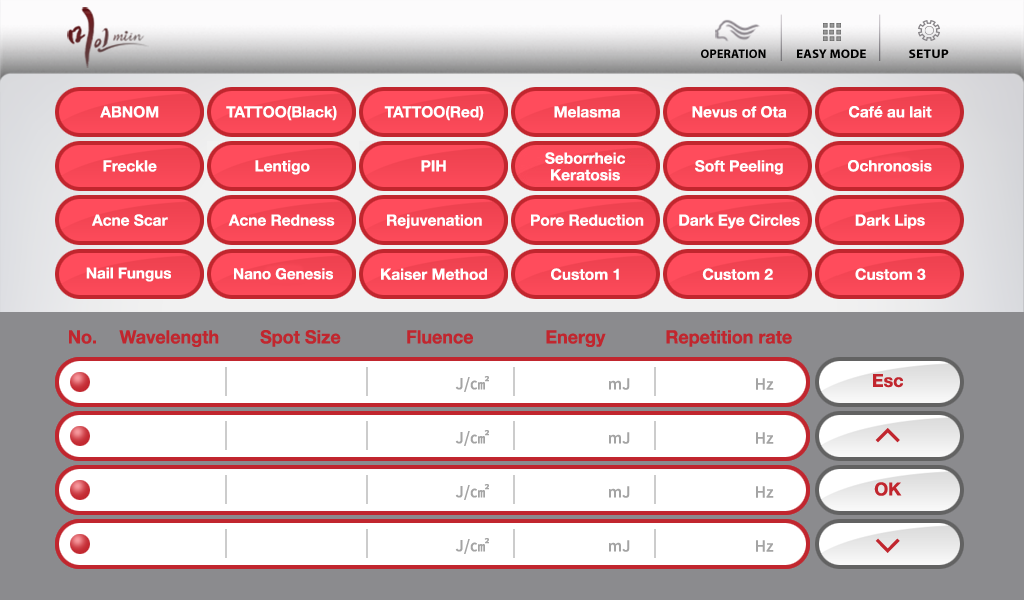 미인 miin
OPERATION
EASY MODE
SETUP
ABNOM
TATTOO(Black)
TATTOO(Red)
Melasma
Nevus of Ota
Café au lait
Freckle
Lentigo
PIH
Seborrheic
Keratosis
Soft Peeling
Ochronosis
Acne Scar
Acne Redness
Rejuvenation
Pore Reduction
Dark Eye Circles
Dark Lips
Nail Fungus
Nano Genesis
Kaiser Method
Custom 1
Custom 2
Custom 3
No. Wavelength Spot Size Fluence Energy Repetition rate
J/㎝² mJ Hz
Esc
J/㎝² mJ Hz
J/㎝² mJ Hz
OK
J/㎝² mJ Hz